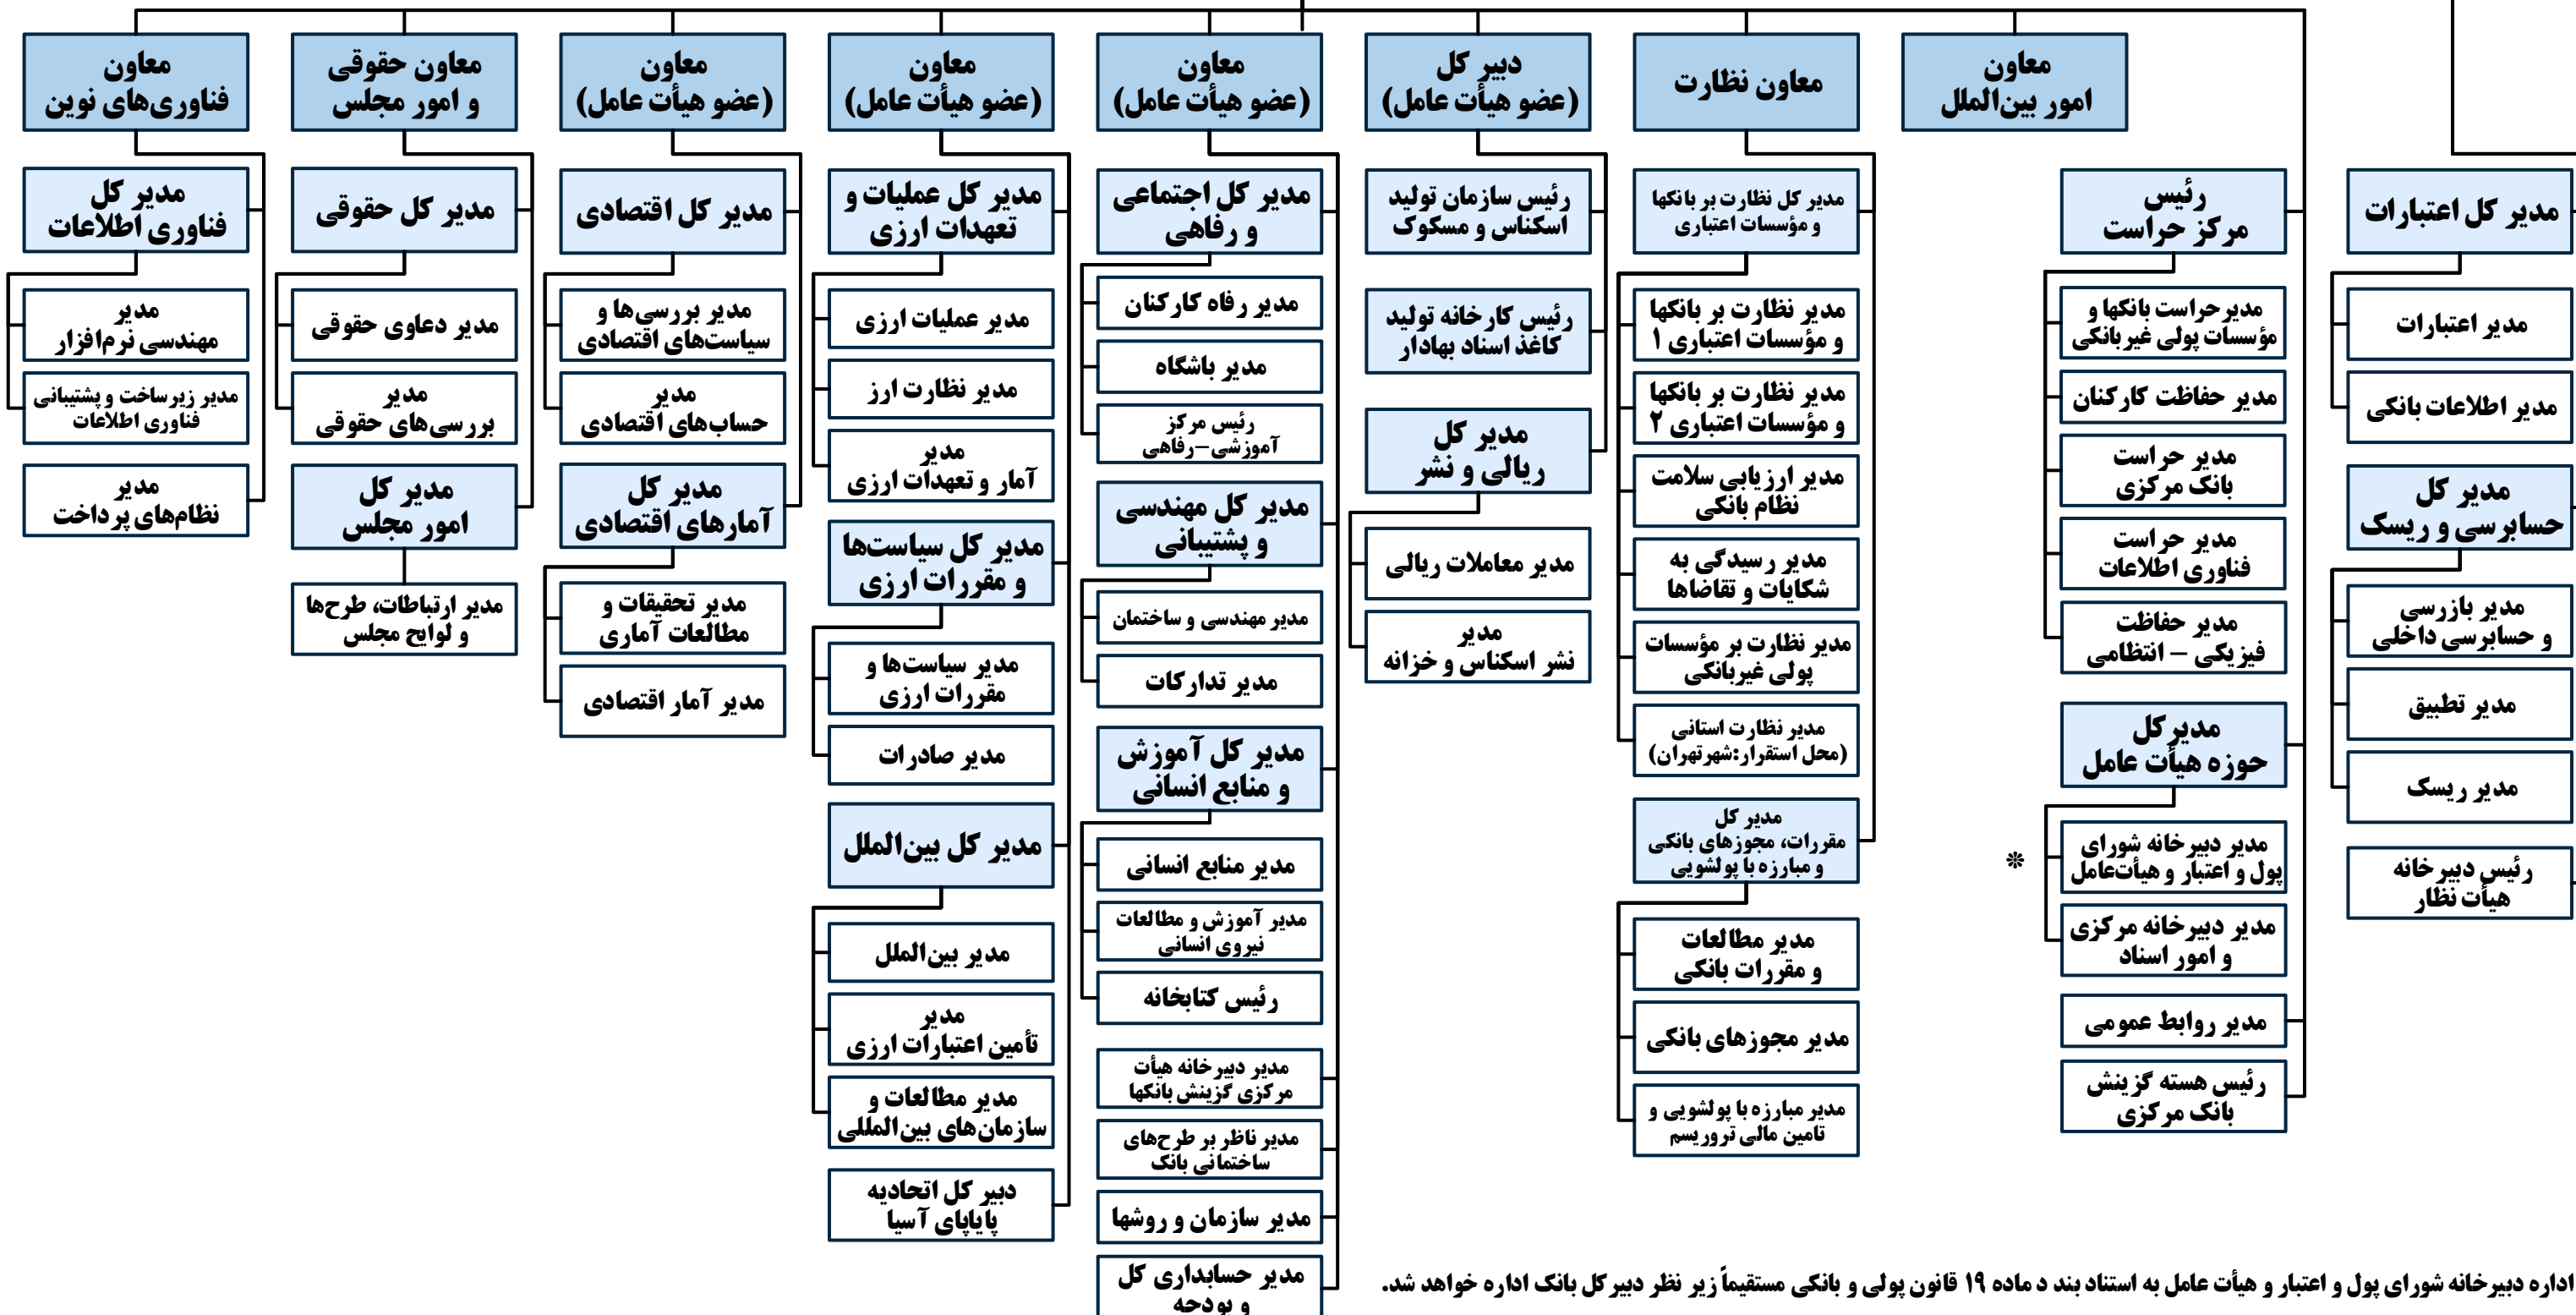 معاون
امور بین‌الملل
معاون نظارت
دبیر کل
(عضو هیأت عامل)
معاون
(عضو هیأت عامل)
معاون
(عضو هیأت عامل)
معاون
(عضو هیأت عامل)
معاون حقوقی
و امور مجلس
معاون
فناوری‌های نوین
مدیر کل اعتبارات
مدیر اعتبارات
مدیر اطلاعات بانکی
مدیر کل
حسابرسی و ریسک
مدیر بازرسی
و حسابرسی داخلی
مدیر تطبیق
مدیر ریسک
رئیس دبیرخانه
هیأت نظار
رئیس
مرکز حراست
مدیر حراست بانکها و
مؤسسات پولی غیربانکی
مدیر حفاظت کارکنان
مدیر حراست
بانک مرکزی
مدیر حراست
فناوری اطلاعات
مدیر حفاظت
فیزیکی – انتظامی
مدیرکل
حوزه هیأت عامل
مدیر دبیرخانه شورای
پول و اعتبار و هیأت‌عامل
*
مدیر دبیرخانه مرکزی
و امور اسناد
مدیر روابط عمومی
رئیس هسته گزینش
بانک مرکزی
مدیر کل نظارت بر بانکها
و مؤسسات اعتباری
مدیر نظارت بر بانکها
و مؤسسات اعتباری ۱
مدیر نظارت بر بانکها
و مؤسسات اعتباری ۲
مدیر ارزیابی سلامت
نظام بانکی
مدیر رسیدگی به
شکایات و تقاضاها
مدیر نظارت بر مؤسسات
پولی غیربانکی
مدیر نظارت استانی
(محل استقرار:شهرتهران)
مدیر کل
مقررات، مجوزهای بانکی
و مبارزه با پولشویی
مدیر مطالعات
و مقررات بانکی
مدیر مجوزهای بانکی
مدیر مبارزه با پولشویی و
تامین مالی تروریسم
رئیس سازمان تولید
اسکناس و مسکوک
رئیس کارخانه تولید
کاغذ اسناد بهادار
مدیر کل
ریالی و نشر
مدیر معاملات ریالی
مدیر
نشر اسکناس و خزانه
مدیر کل اجتماعی
و رفاهی
مدیر رفاه کارکنان
مدیر باشگاه
رئیس مرکز
آموزشی–رفاهی
مدیر کل مهندسی
و پشتیبانی
مدیر مهندسی و ساختمان
مدیر تدارکات
مدیر کل آموزش
و منابع انسانی
مدیر منابع انسانی
مدیر آموزش و مطالعات
نیروی انسانی
رئیس کتابخانه
مدیر دبیرخانه هیأت
مرکزی گزینش بانکها
مدیر ناظر بر طرح‌های
ساختمانی بانک
مدیر سازمان و روشها
مدیر حسابداری کل
و بودجه
مدیر کل عملیات و
تعهدات ارزی
مدیر عملیات ارزی
مدیر نظارت ارز
مدیر
آمار و تعهدات ارزی
مدیر کل سیاست‌ها
و مقررات ارزی
مدیر سیاست‌ها و
مقررات ارزی
مدیر صادرات
مدیر کل بین‌الملل
مدیر بین‌الملل
مدیر
تأمین اعتبارات ارزی
مدیر مطالعات و
سازمان‌های بین‌المللی
دبیر کل اتحادیه
پایاپای آسیا
مدیر کل اقتصادی
مدیر بررسی‌ها و
سیاست‌های اقتصادی
مدیر
حساب‌های اقتصادی
مدیر کل
آمارهای اقتصادی
مدیر تحقیقات و
مطالعات آماری
مدیر آمار اقتصادی
مدیر کل حقوقی
مدیر دعاوی حقوقی
مدیر
بررسی‌های حقوقی
مدیر کل
امور مجلس
مدیر ارتباطات، طرح‌ها
و لوایح مجلس
مدیر کل
فناوری اطلاعات
مدیر
مهندسی نرم‌افزار
مدیر زیرساخت و پشتیبانی
فناوری اطلاعات
مدیر
نظام‌های پرداخت
اداره دبیرخانه شورای پول و اعتبار و هیأت عامل به استناد بند د ماده ۱۹ قانون پولی و بانکی مستقیماً زیر نظر دبیرکل بانک اداره خواهد شد.